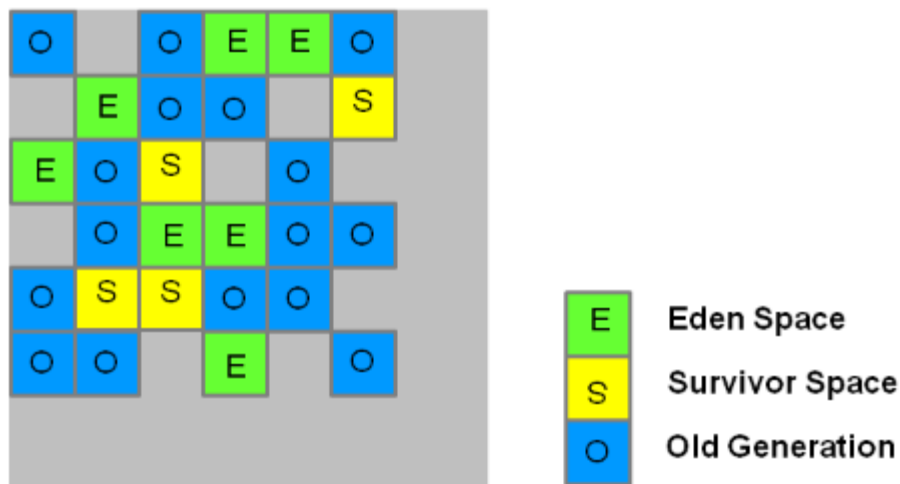 O O E E O
E O O S
E O S O
O E E O O
O S S O O
O O E O
E Eden Space
S Survivor Space
O Old Generation